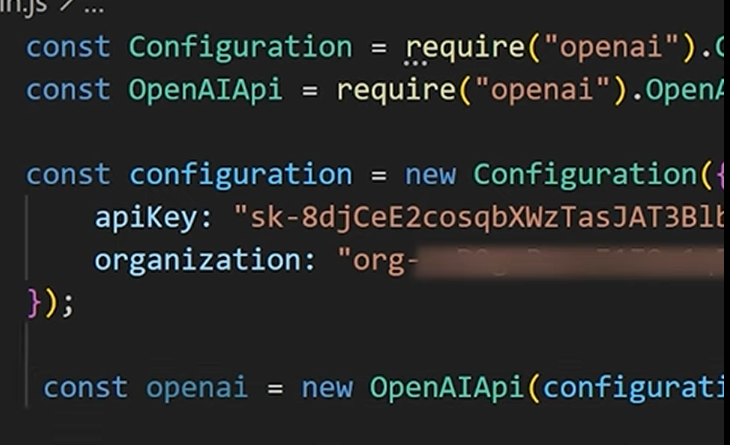 in.js > ...
const Configuration = require("openai").C
const OpenAIApi = require("openai").OpenA
const configuration = new Configuration({
apiKey: "sk-8djCeE2cosqbXWzTasJAT3Blb
organization: "org-
});
const openai = new OpenAIApi(configurati